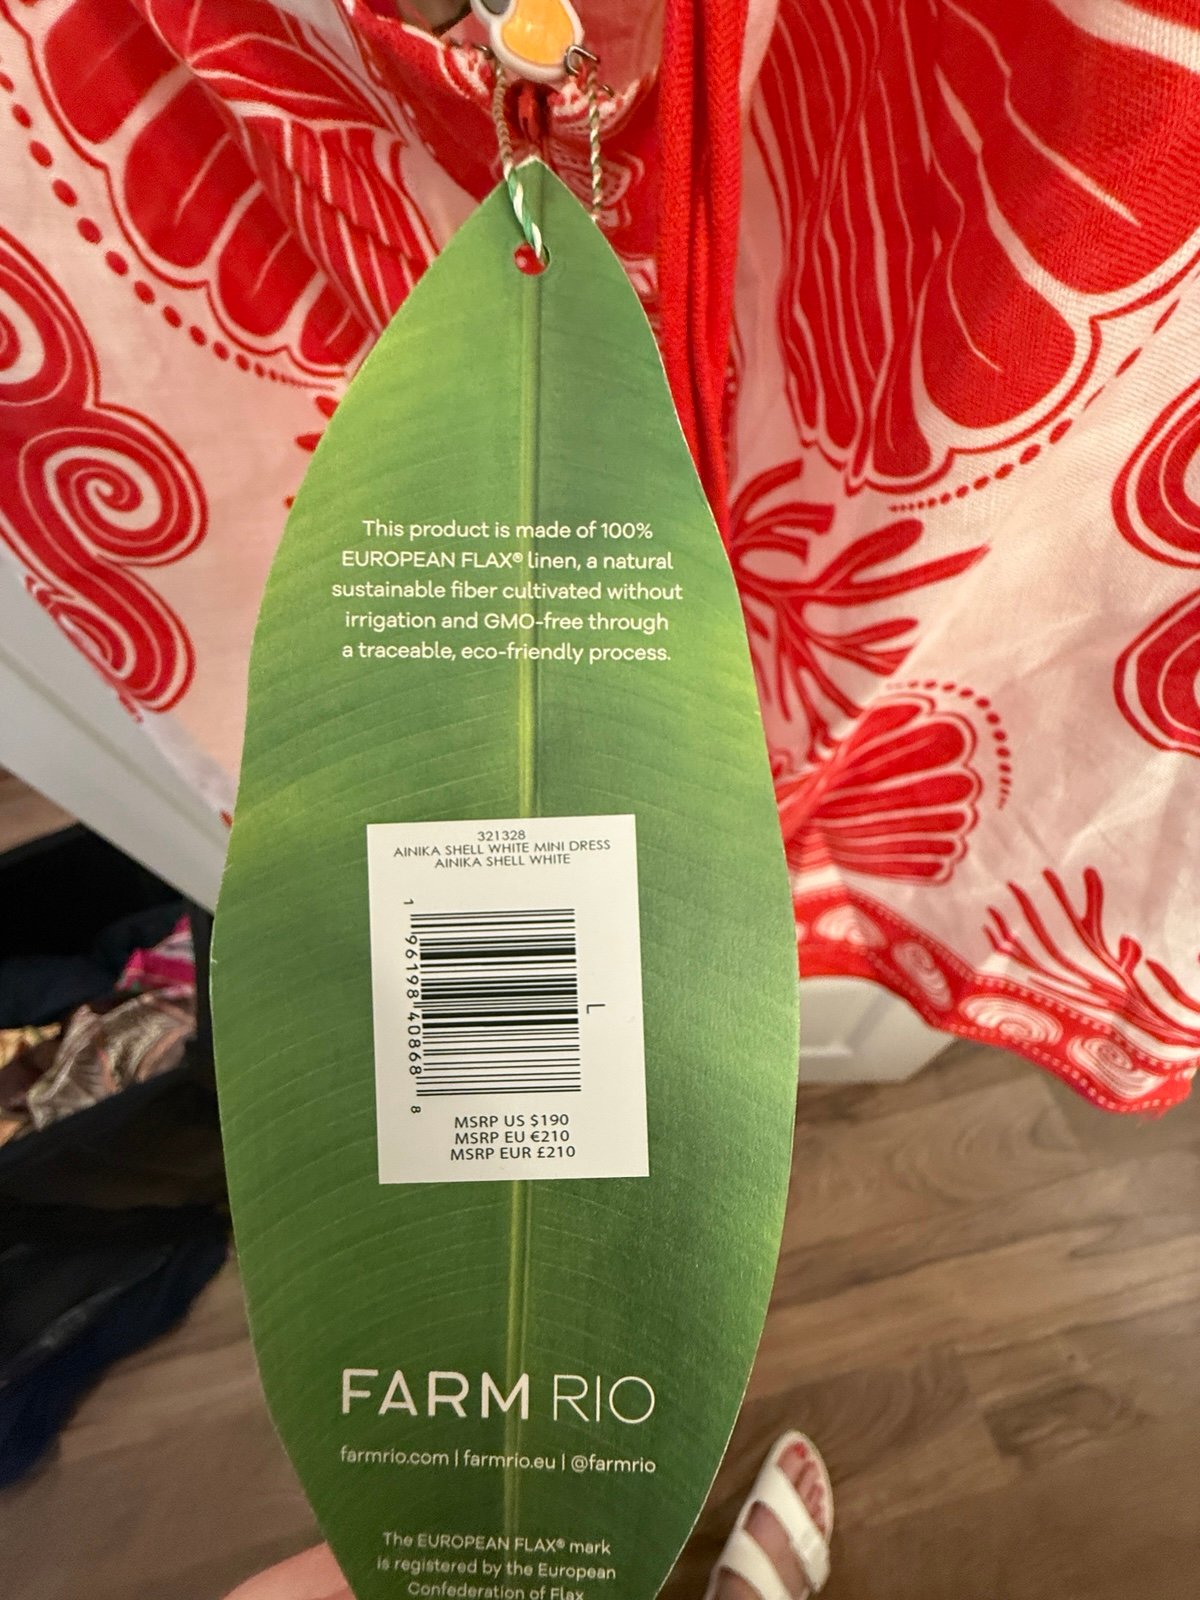 This product is made of 100%
EUROPEAN FLAX® linen, a natural
sustainable fiber cultivated without
irrigation and GMO-free through
a traceable, eco-friendly process.
321328
AINIKA SHELL WHITE MINI DRESS
AINIKA SHELL WHITE
1 96198 40868 8
L
MSRP US $190
MSRP EU €210
MSRP EUR £210
FARM RIO
farmrio.com | farmrio.eu | @farmrio
The EUROPEAN FLAX® mark
is registered by the European
Confederation of Flax